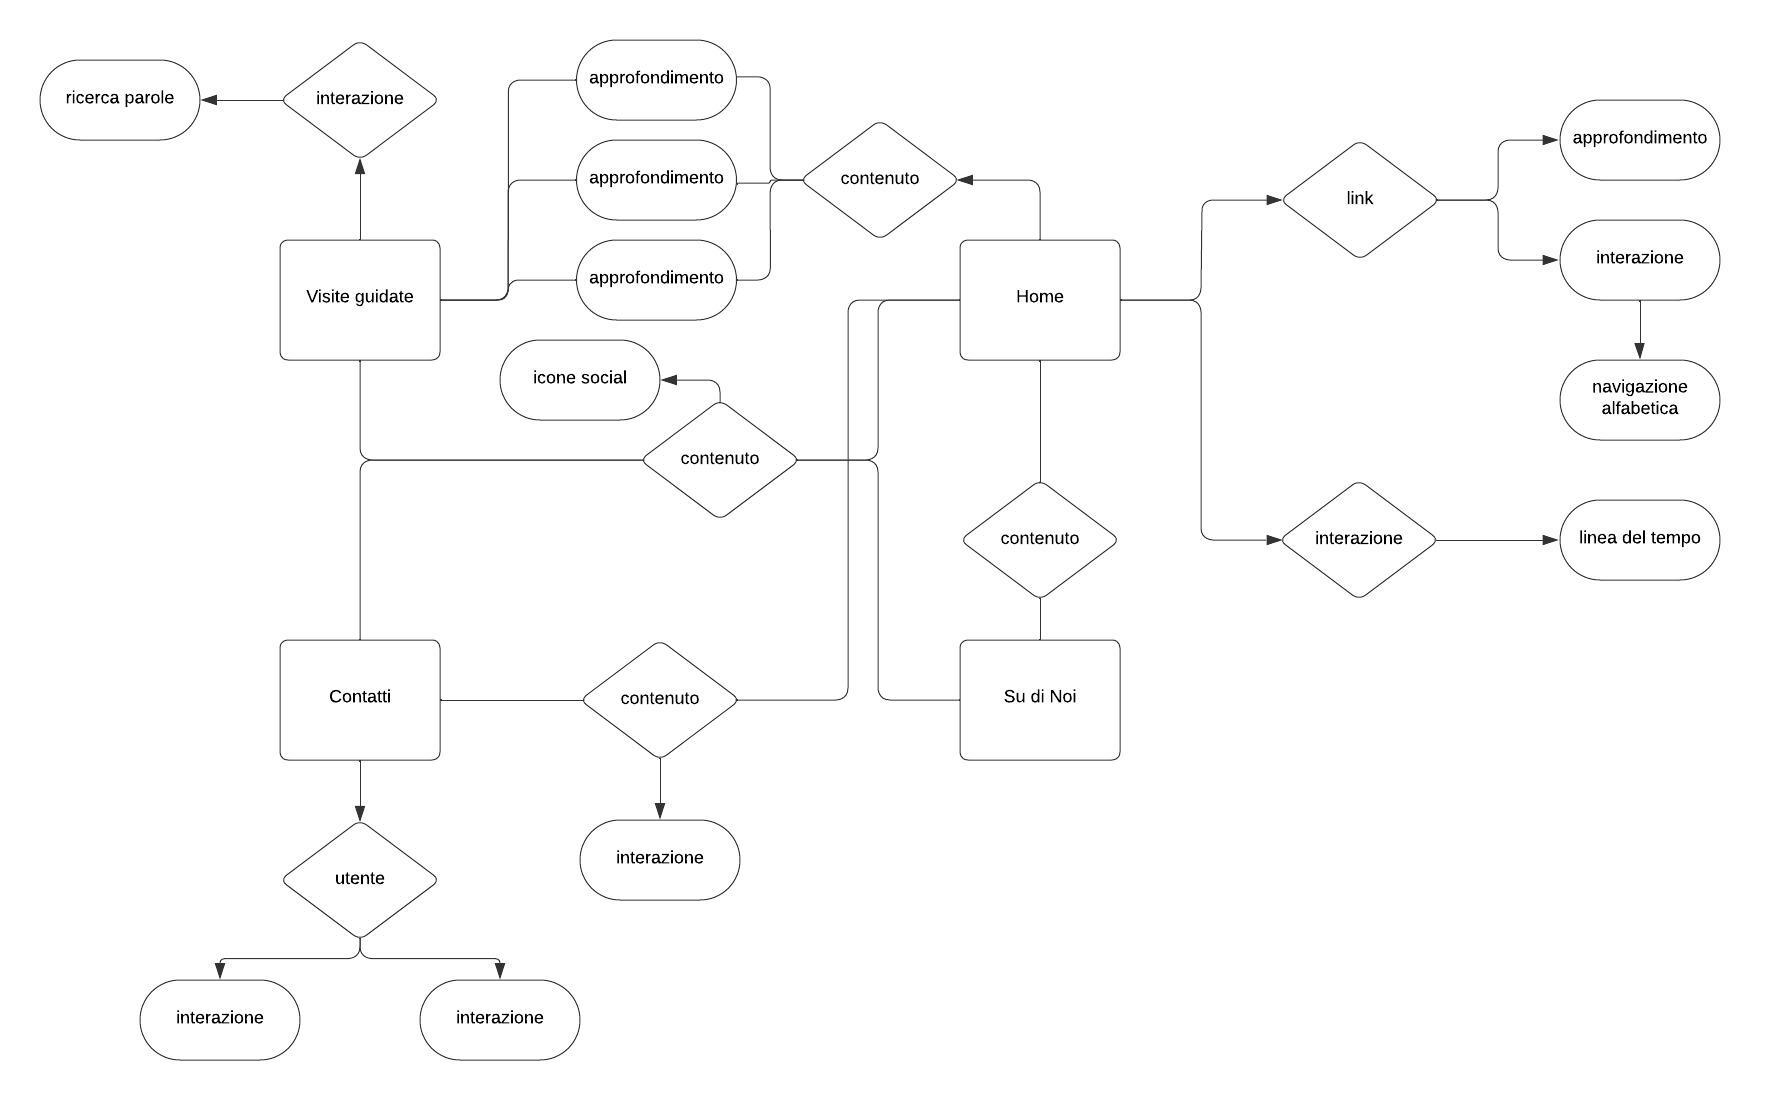 approfondimento
ricerca parole
interazione
approfondimento
approfondimento
contenuto
link
interazione
approfondimento
Visite guidate
Home
icone social
navigazione
alfabetica
contenuto
contenuto
interazione
linea del tempo
Contatti
contenuto
Su di Noi
interazione
utente
interazione
interazione